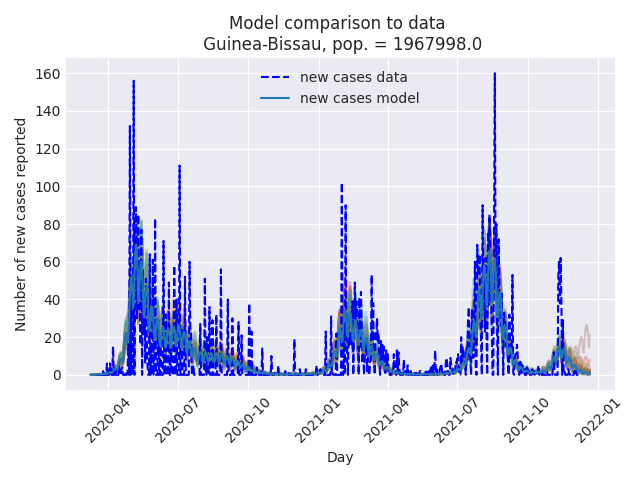 Model comparison to data
Guinea-Bissau, pop. = 1967998.0
new cases data
new cases model
Number of new cases reported
160
140
120
100
80
60
40
20
0
2020-04
2020-07
2020-10
2021-01
2021-04
2021-07
2021-10
2022-01
Day